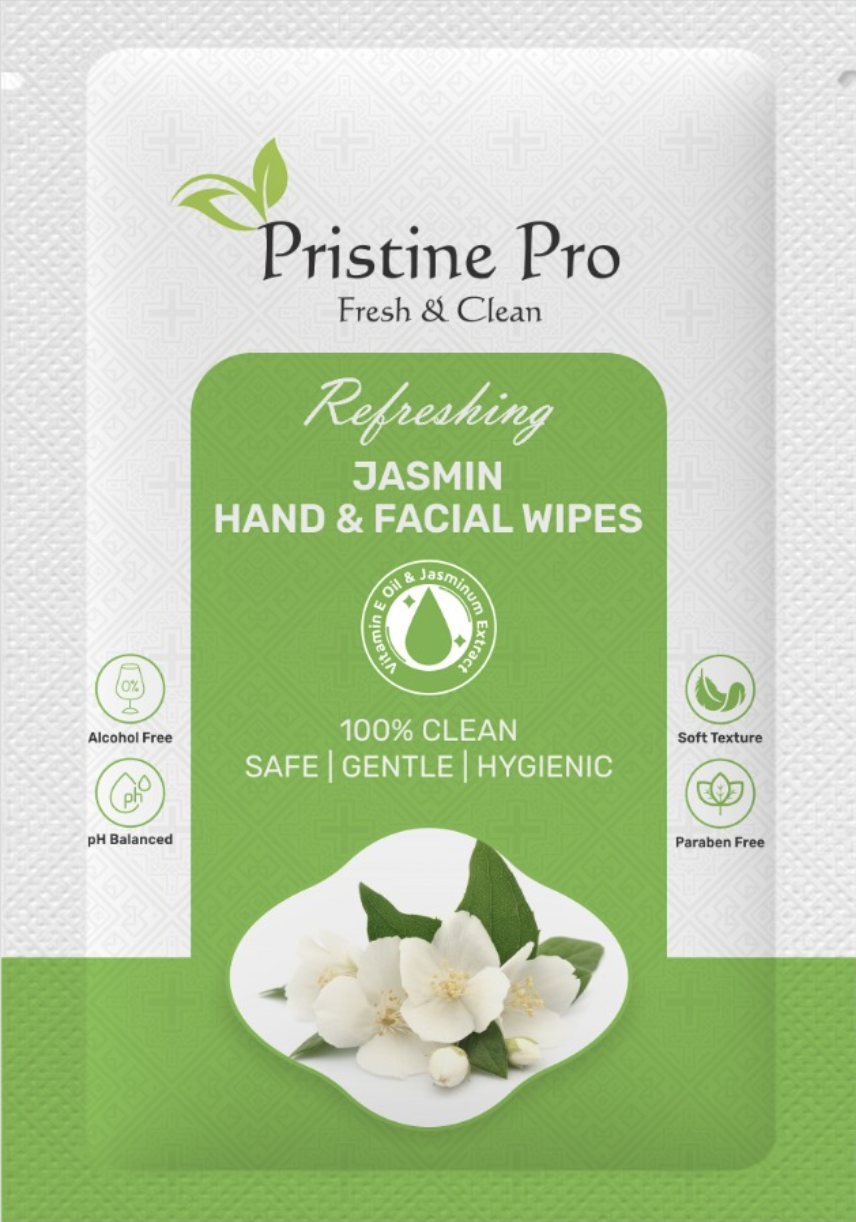 Pristine Pro
Fresh & Clean
Refreshing
JASMIN
HAND & FACIAL WIPES
Vitamin E Oil & Jasminum Extract
0%
Alcohol Free
ph
pH Balanced
Soft Texture
Paraben Free
100% CLEAN
SAFE | GENTLE | HYGIENIC